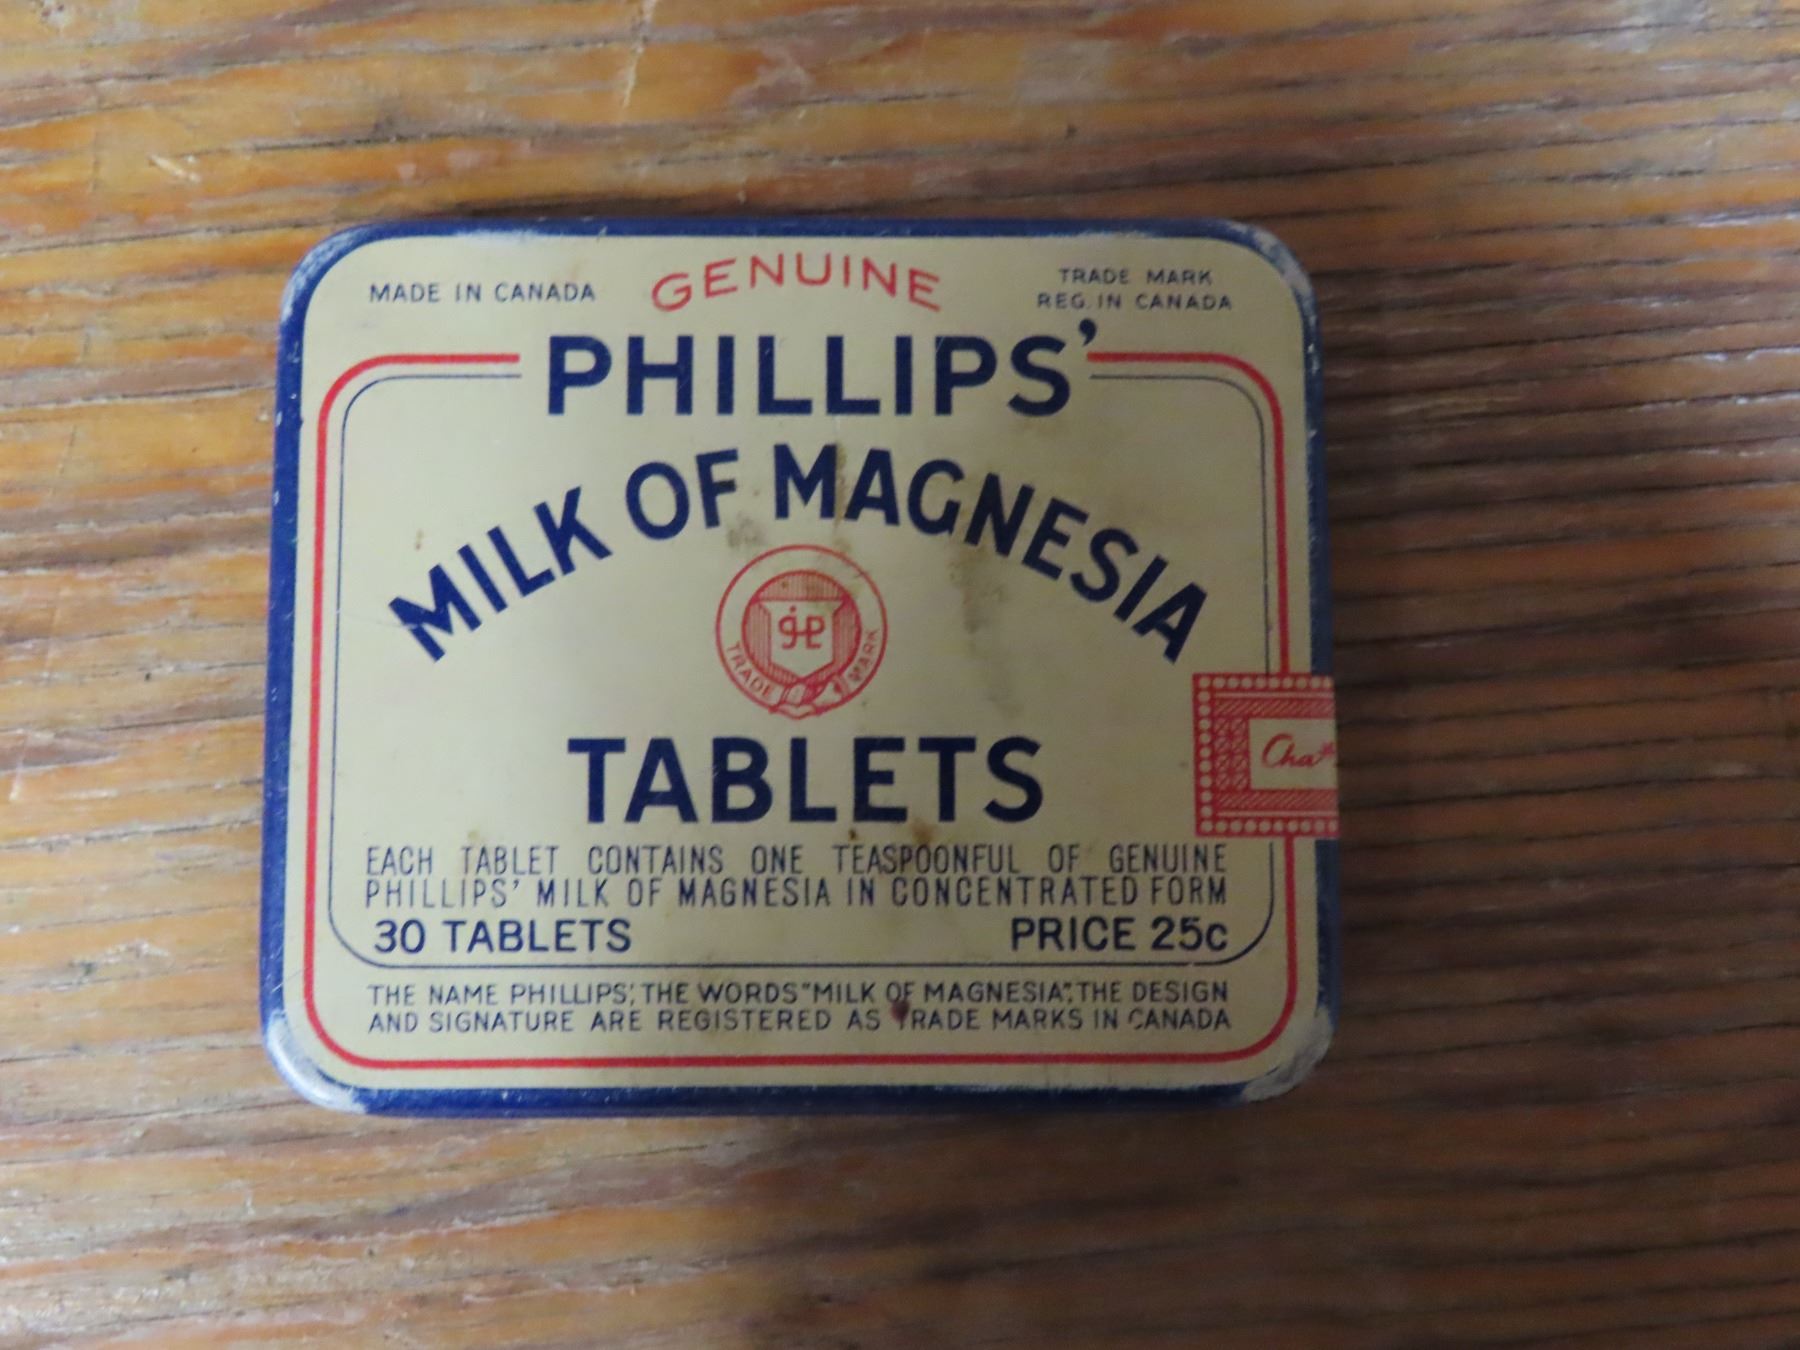 MADE IN CANADA
GENUINE
TRADE MARK
REG. IN CANADA
PHILLIPS'
MILK OF MAGNESIA
TRADE MARK
TABLETS
Cha
EACH TABLET CONTAINS ONE TEASPOONFUL OF GENUINE
PHILLIPS' MILK OF MAGNESIA IN CONCENTRATED FORM
30 TABLETS
PRICE 25c
THE NAME PHILLIPS', THE WORDS "MILK OF MAGNESIA", THE DESIGN
AND SIGNATURE ARE REGISTERED AS TRADE MARKS IN CANADA